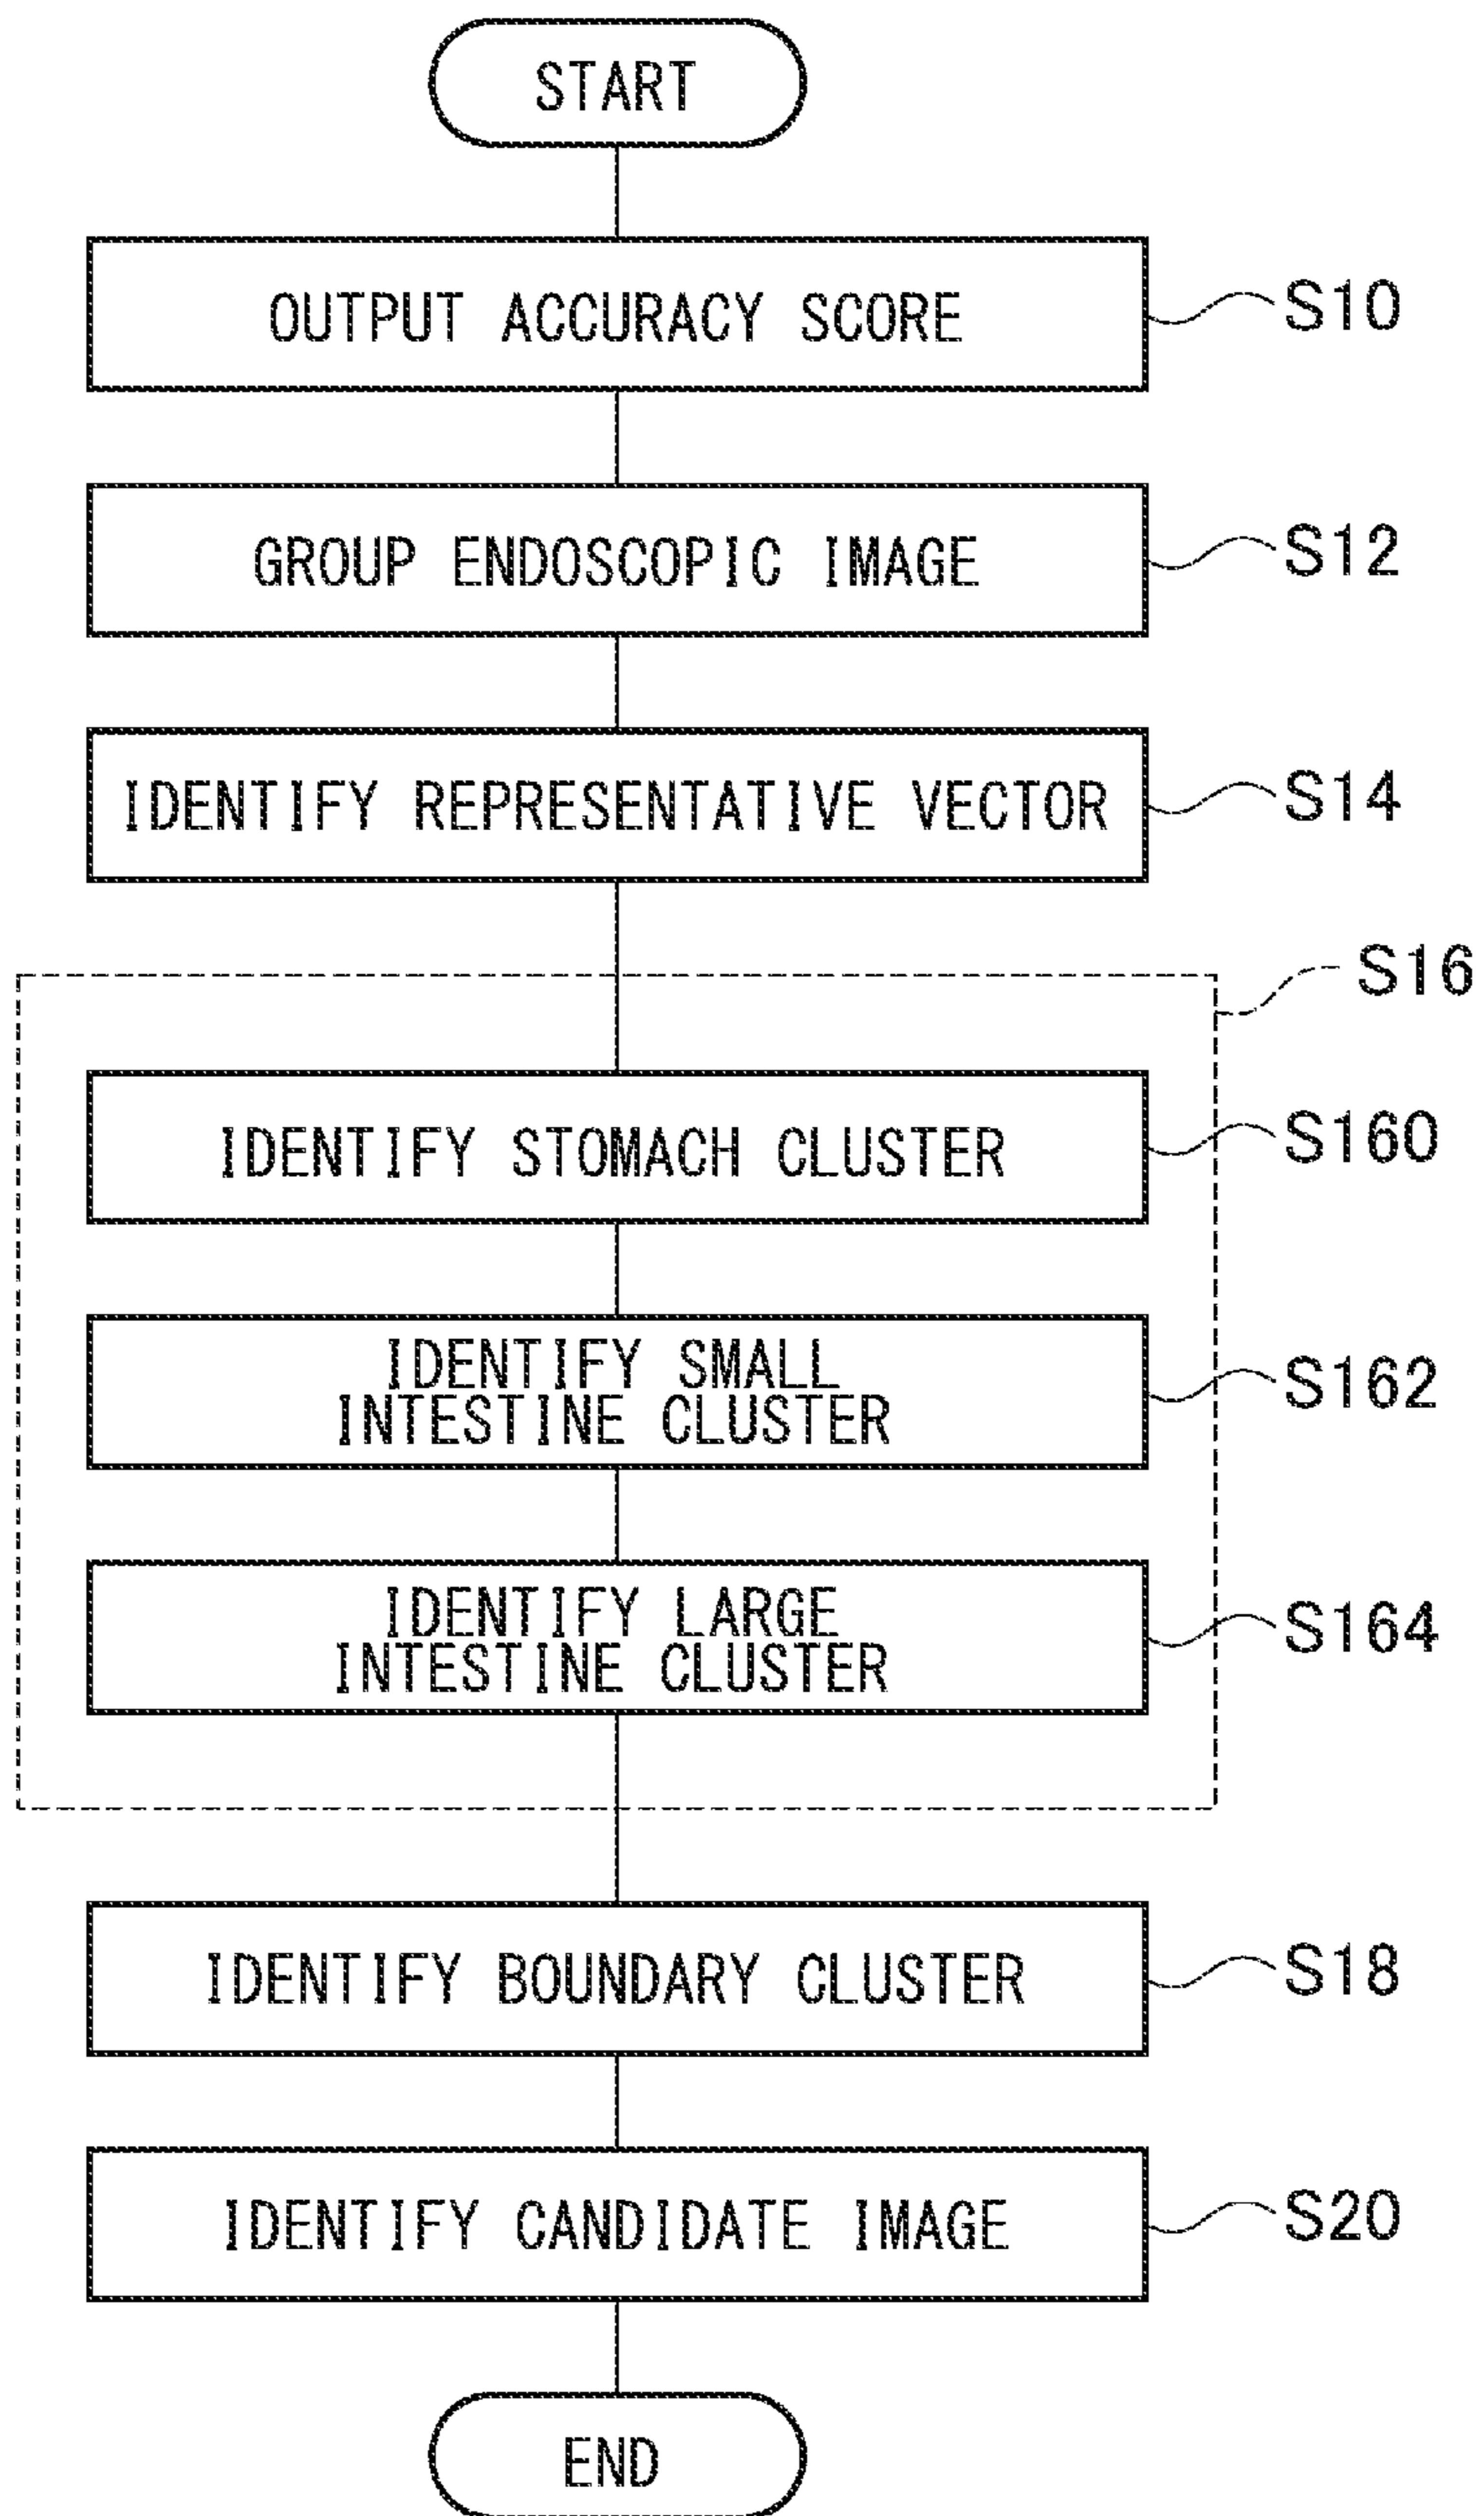 START
OUTPUT ACCURACY SCORE
S10
GROUP ENDOSCOPIC IMAGE
S12
IDENTIFY REPRESENTATIVE VECTOR
S14
S16
IDENTIFY STOMACH CLUSTER
S160
IDENTIFY SMALL
INTESTINE CLUSTER
S162
IDENTIFY LARGE
INTESTINE CLUSTER
S164
IDENTIFY BOUNDARY CLUSTER
S18
IDENTIFY CANDIDATE IMAGE
S20
END